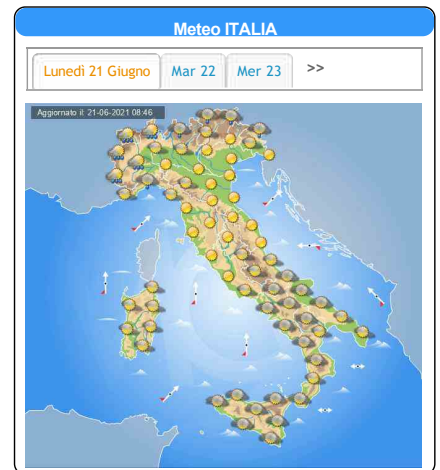 Meteo ITALIA
Lunedì 21 Giugno Mar 22 Mer 23 >>
Aggiornato il: 21-06-2021 08:46